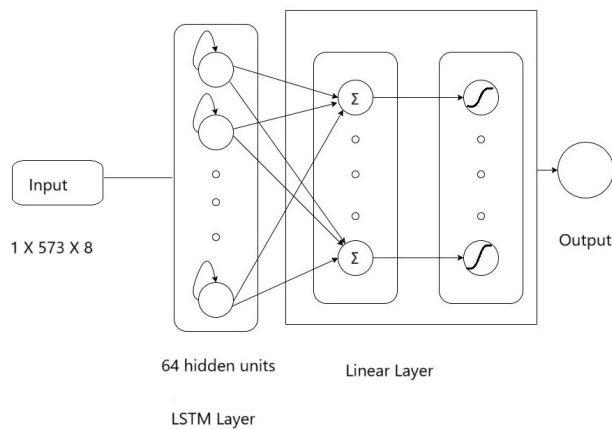 Σ
Input
Σ
1 X 573 X 8
Output
64 hidden units
Linear Layer
LSTM Layer